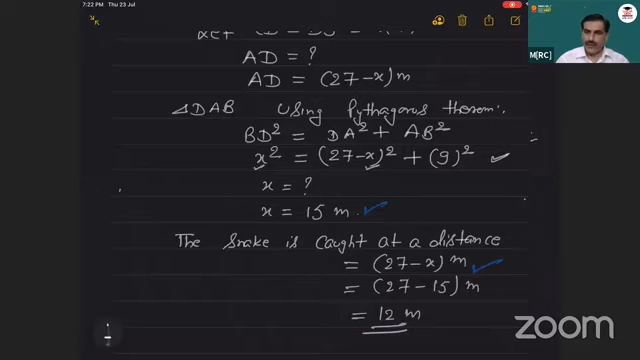 7:22 PM Thu 23 Jul
AD = ?
AD = (27-x) m
△DAB Using Pythagorus theorem:
BD² = DA² + AB²
x² = (27-x)² + (9)² ✓
x = ?
x = 15 m. ✓
The Snake is caught at a distance
= (27-x) m ✓
= (27-15) m
= 12 m
M[RC]
zoom